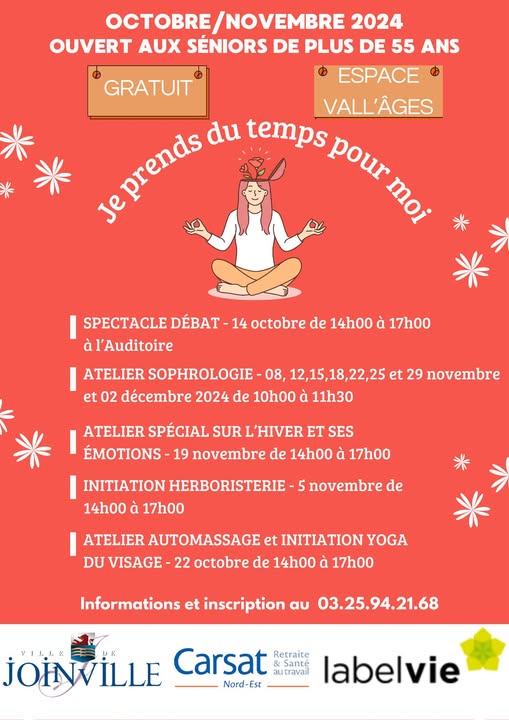 OCTOBRE/NOVEMBRE 2024
OUVERT AUX SÉNIORS DE PLUS DE 55 ANS
GRATUIT
ESPACE
VALL'ÂGES
Je prends du temps pour moi
SPECTACLE DÉBAT - 14 octobre de 14h00 à 17h00
à l'Auditoire
ATELIER SOPHROLOGIE - 08, 12,15,18,22,25 et 29 novembre
et 02 décembre 2024 de 10h00 à 11h30
ATELIER SPÉCIAL SUR L'HIVER ET SES
ÉMOTIONS - 19 novembre de 14h00 à 17h00
INITIATION HERBORISTERIE - 5 novembre de
14h00 à 17h00
ATELIER AUTOMASSAGE et INITIATION YOGA
DU VISAGE - 22 octobre de 14h00 à 17h00
Informations et inscription au 03.25.94.21.68
VILLE DE
JOINVILLE
Carsat
Nord-Est
Retraite
& Santé
au travail
labelvie